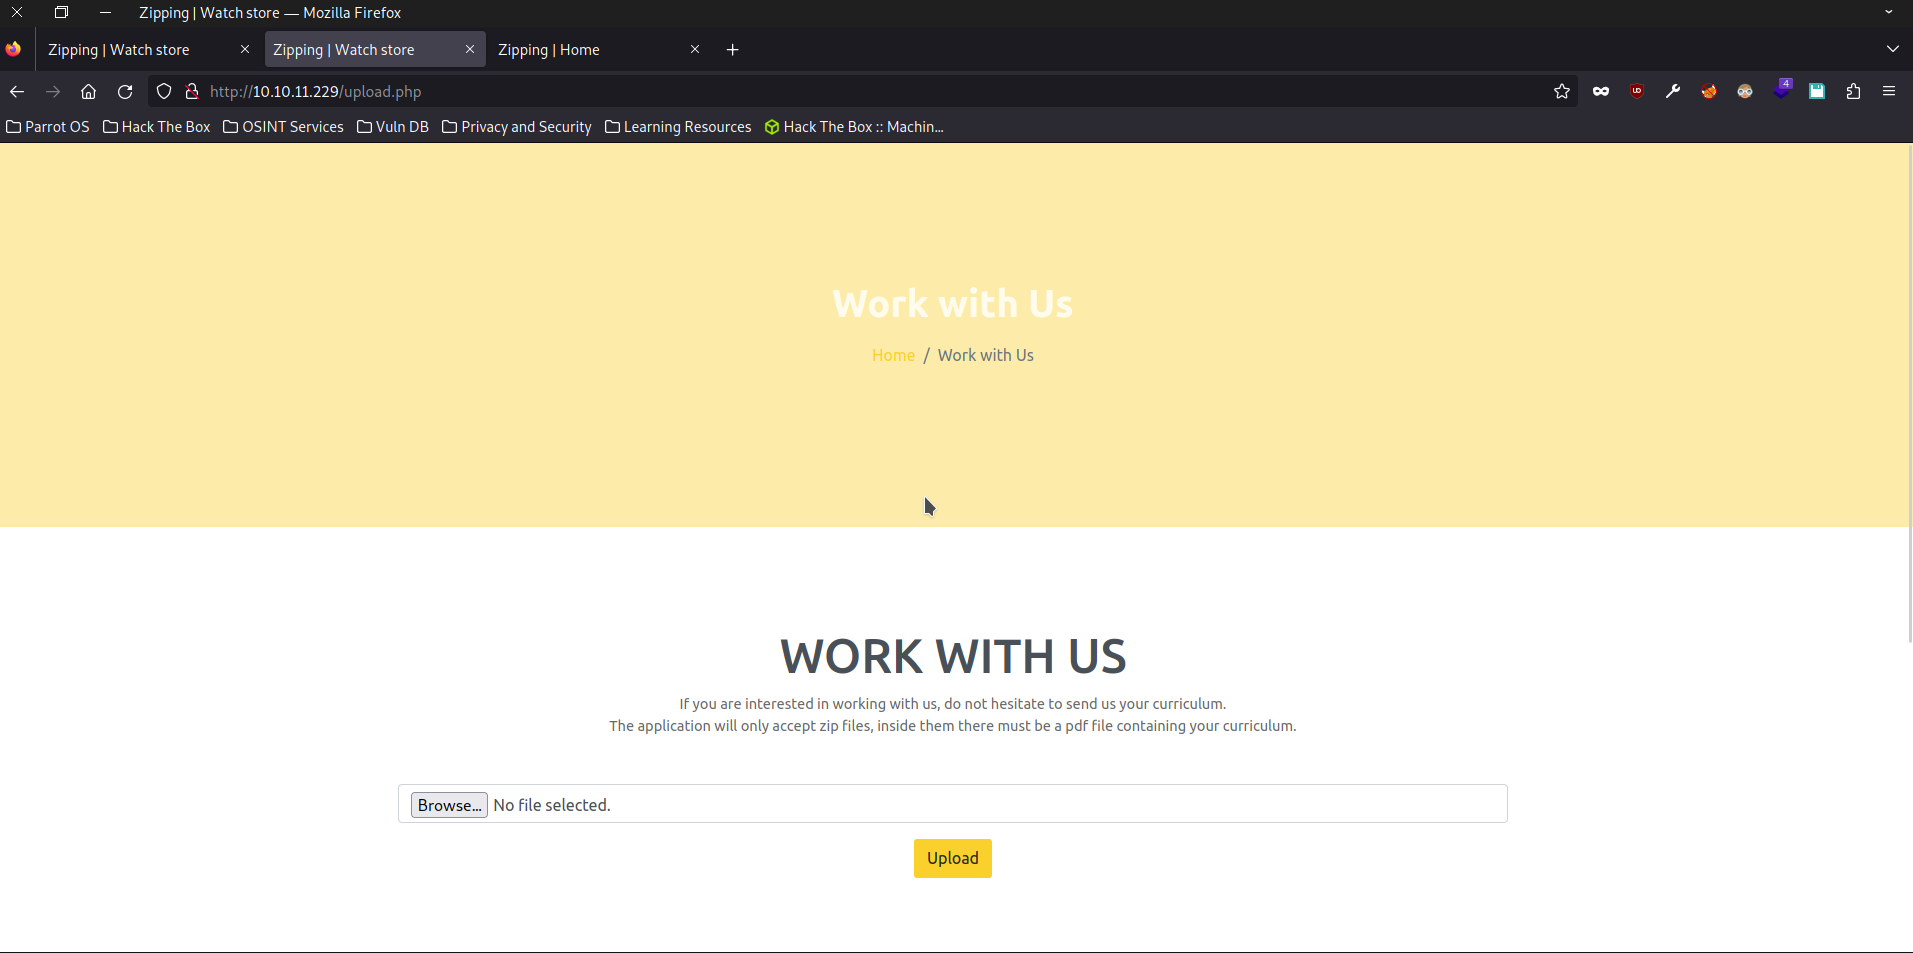 Zipping | Watch store — Mozilla Firefox
Zipping | Watch store
Zipping | Watch store
Zipping | Home
http://10.10.11.229/upload.php
4
Parrot OS
Hack The Box
OSINT Services
Vuln DB
Privacy and Security
Learning Resources
Hack The Box :: Machin...
Work with Us
Home / Work with Us
WORK WITH US
If you are interested in working with us, do not hesitate to send us your curriculum.
The application will only accept zip files, inside them there must be a pdf file containing your curriculum.
Browse... No file selected.
Upload